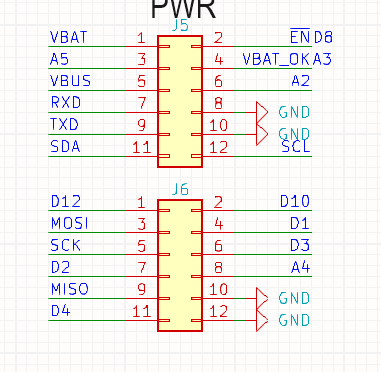 PWR
J5
VBAT 1 2 EN D8
A5 3 4 VBAT_OK A3
VBUS 5 6 A2
RXD 7 8 GND
TXD 9 10 GND
SDA 11 12 SCL
J6
D12 1 2 D10
MOSI 3 4 D1
SCK 5 6 D3
D2 7 8 A4
MISO 9 10 GND
D4 11 12 GND